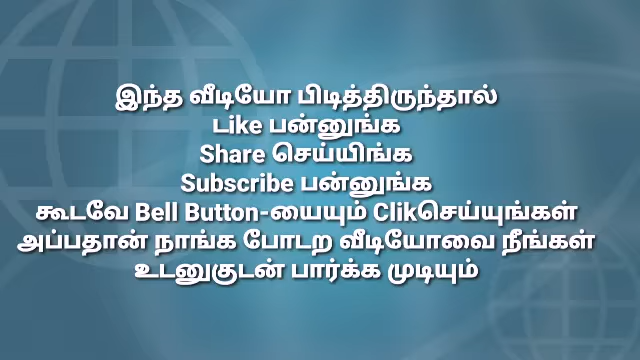 இந்த வீடியோ பிடித்திருந்தால்
Like பன்னுங்க
Share செய்யிங்க
Subscribe பன்னுங்க
கூடவே Bell Button-யையும் Clikசெய்யுங்கள்
அப்பதான் நாங்க போடற வீடியோவை நீங்கள்
உடனுகுடன் பார்க்க முடியும்